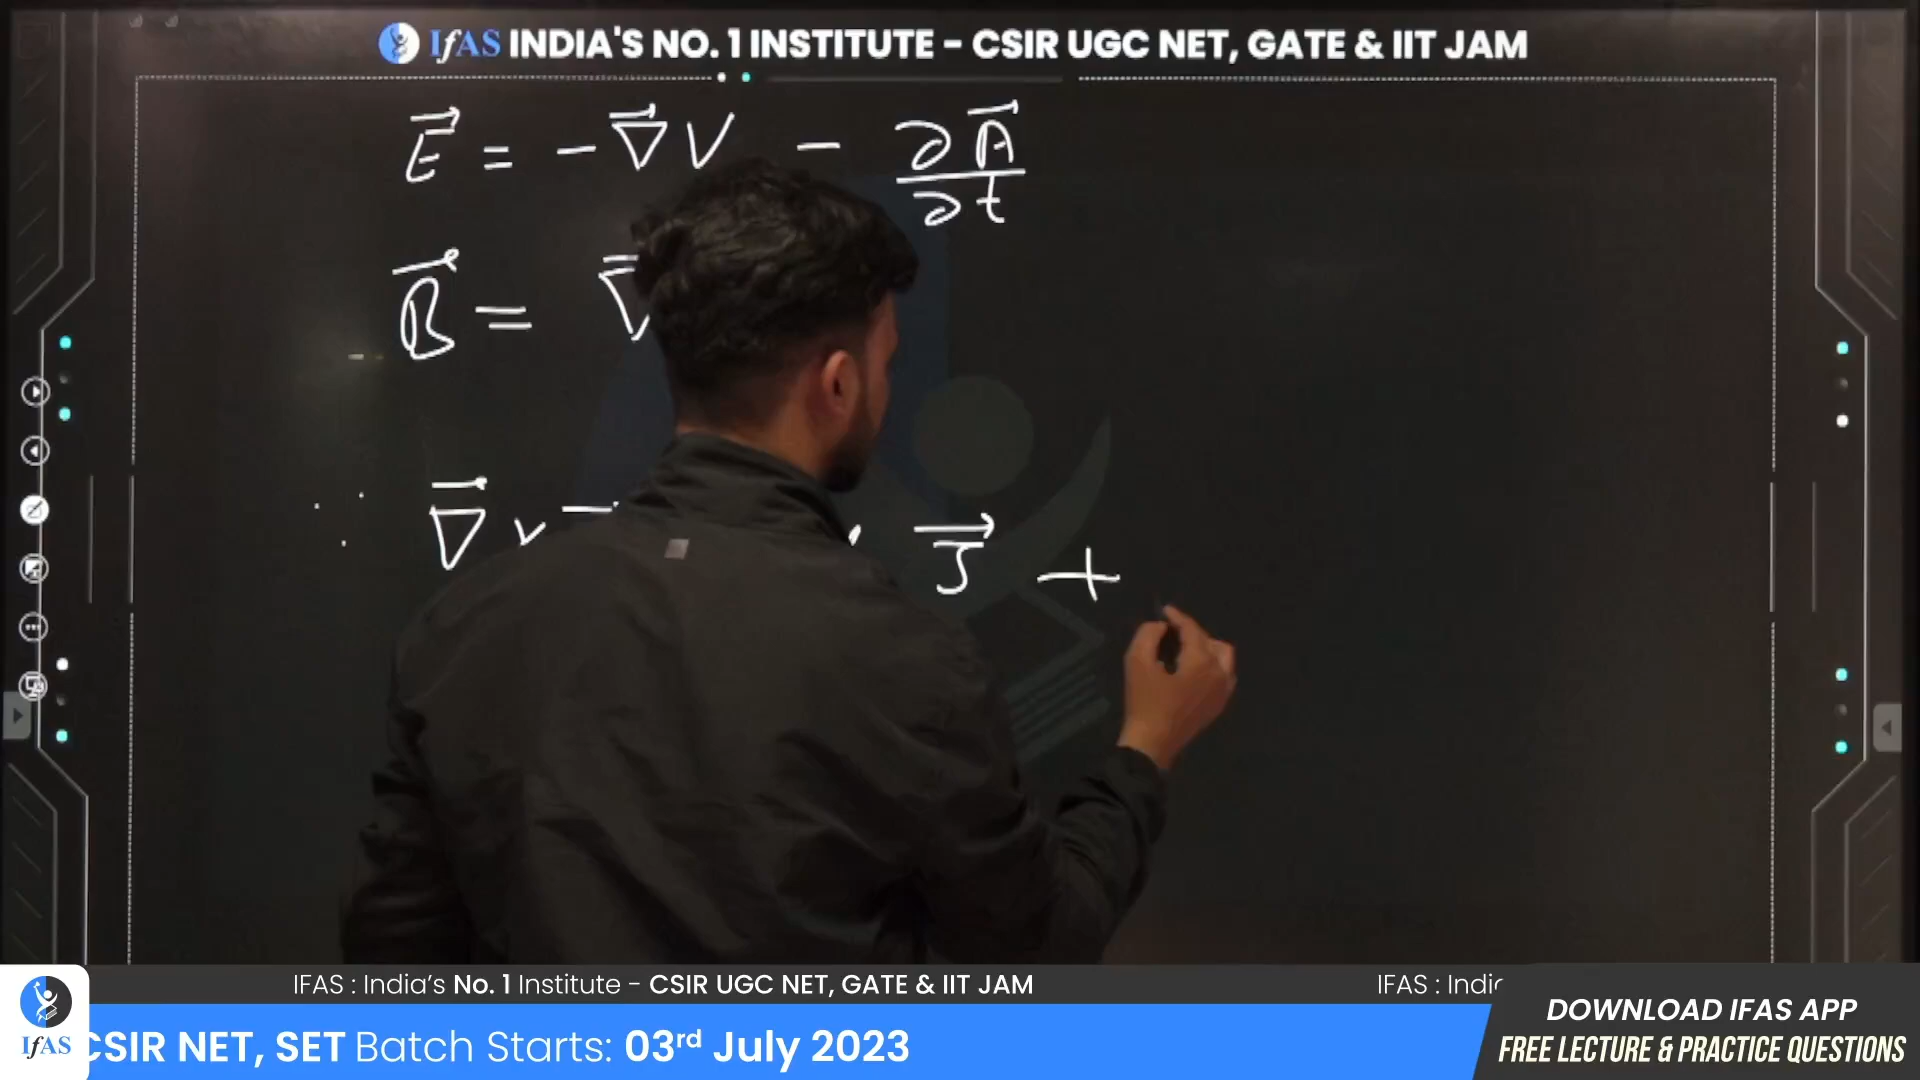 IfAS INDIA'S NO. 1 INSTITUTE - CSIR UGC NET, GATE & IIT JAM
E⃗ = - ∇⃗ V - ∂A⃗/∂t
B⃗ = ∇
∵ ∇⃗ × J⃗ +
IFAS : India's No. 1 Institute - CSIR UGC NET, GATE & IIT JAM
IFAS : Indi
IfAS
CSIR NET, SET Batch Starts: 03rd July 2023
DOWNLOAD IFAS APP
FREE LECTURE & PRACTICE QUESTIONS